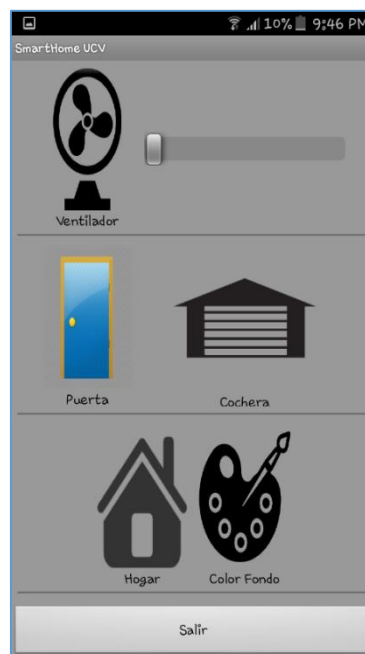 10% 9:46 PM
SmartHome UCV
Ventilador
Puerta Cochera
Hogar Color Fondo
Salir